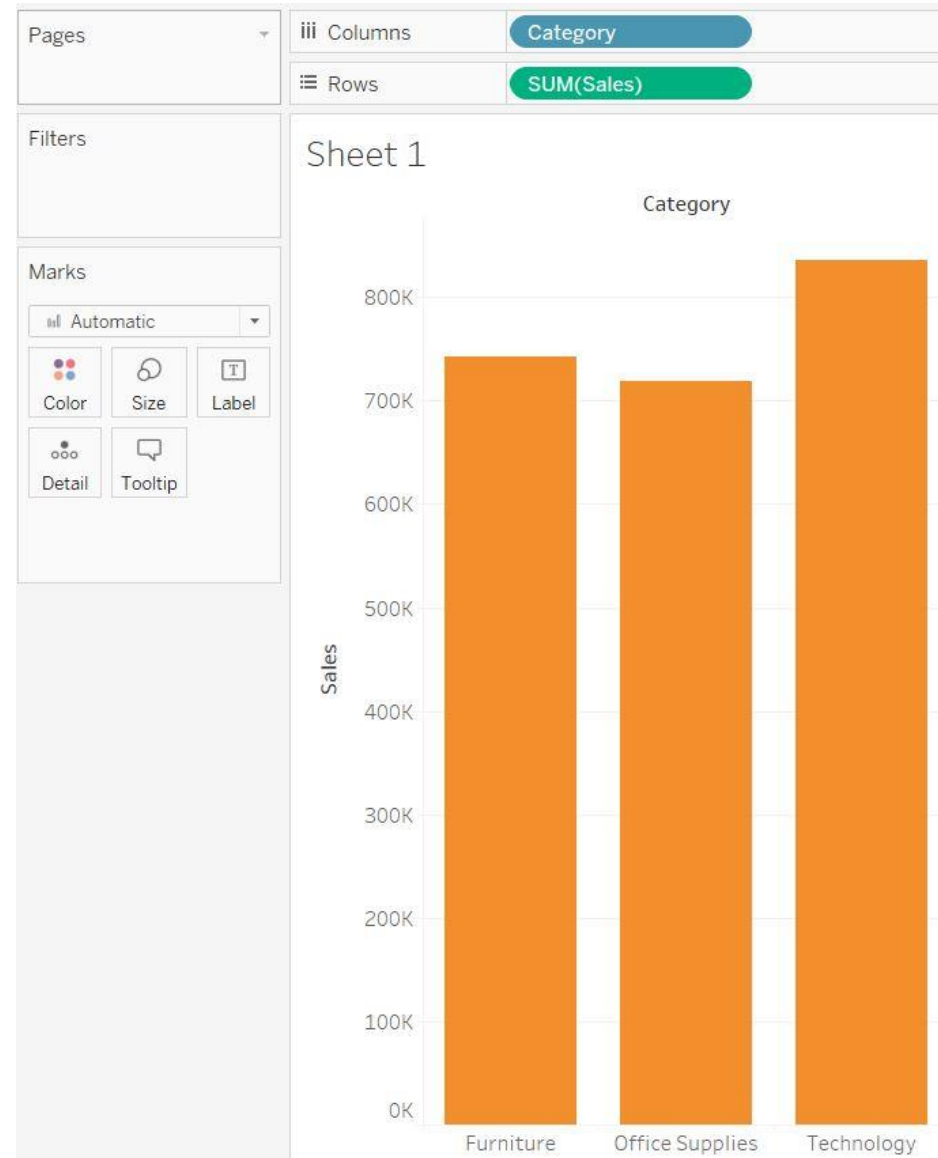 Pages
iii Columns
Category
Rows
SUM(Sales)
Filters
Marks
Automatic
Color
Size
T
Label
Detail
Tooltip
Sheet 1
Category
Sales
800K
700K
600K
500K
400K
300K
200K
100K
0K
Furniture
Office Supplies
Technology